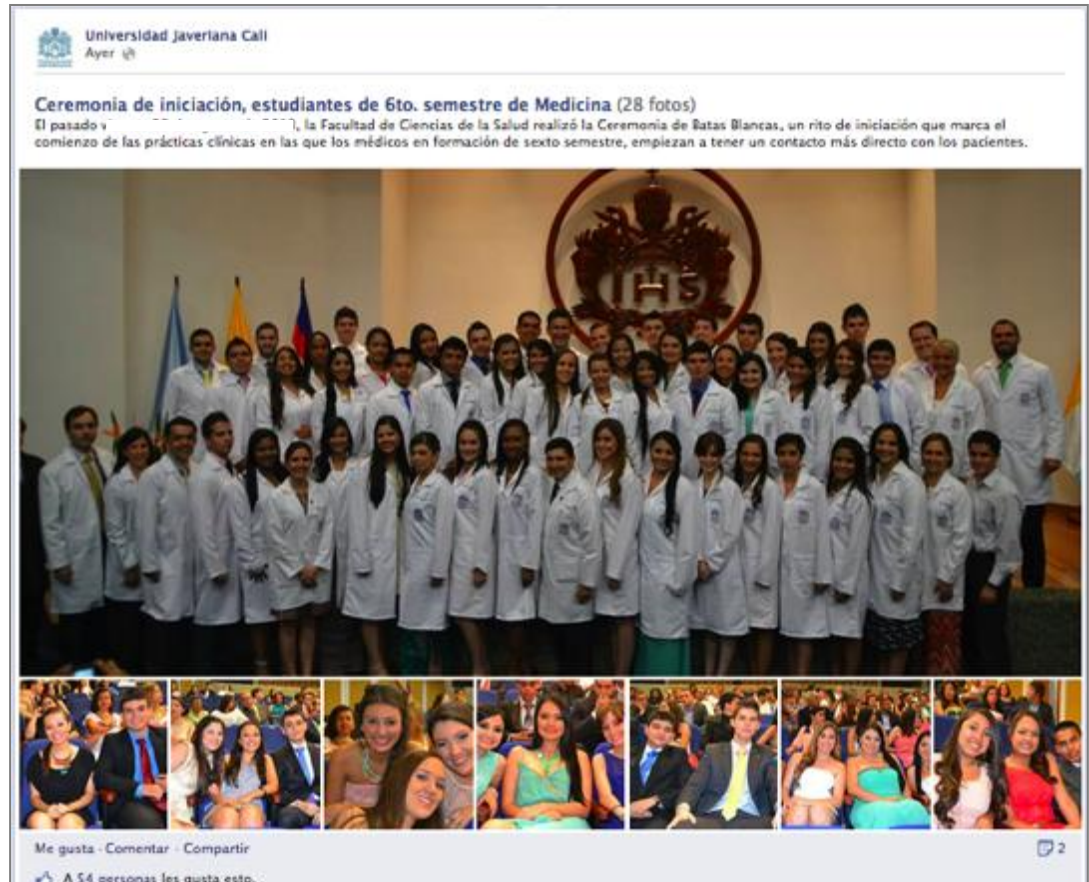 Universidad Javeriana Cali
Ayer
Ceremonia de iniciación, estudiantes de 6to. semestre de Medicina (28 fotos)
El pasado v , la Facultad de Ciencias de la Salud realizó la Ceremonia de Batas Blancas, un rito de iniciación que marca el
comienzo de las prácticas clínicas en las que los médicos en formación de sexto semestre, empiezan a tener un contacto más directo con los pacientes.
IHS
Me gusta · Comentar · Compartir
2
A 54 personas les gusta esto.